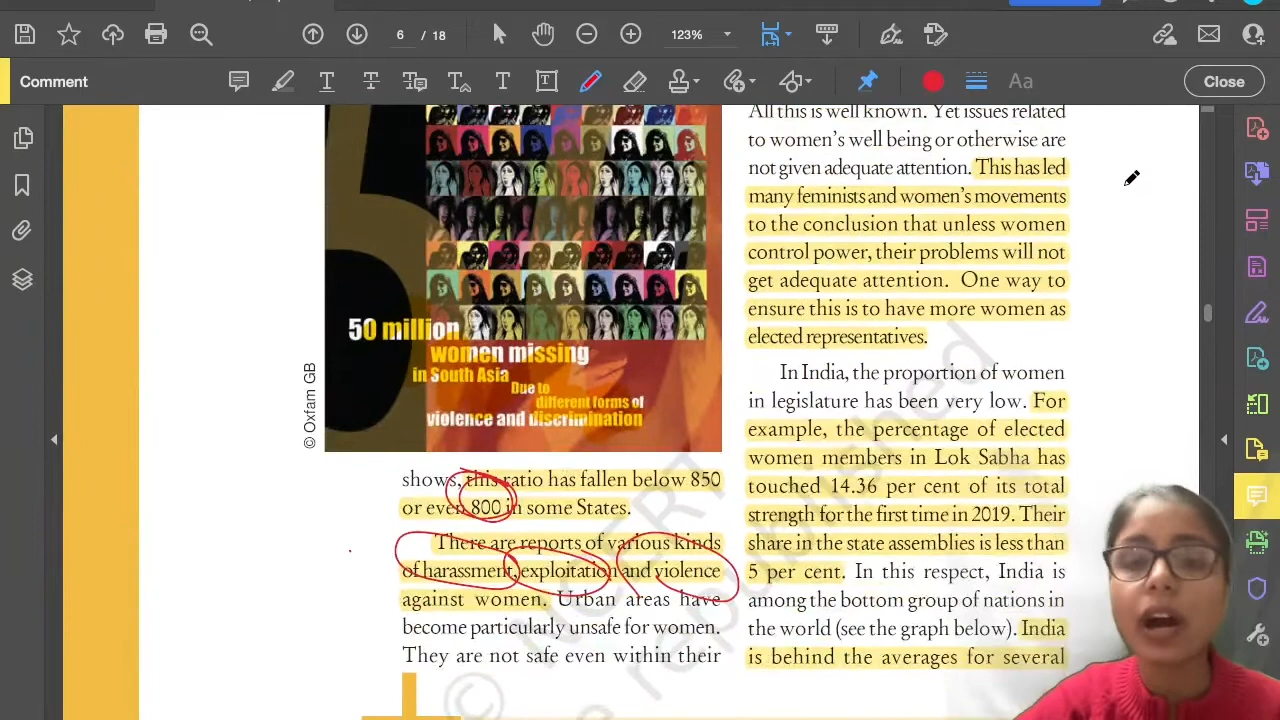 6 / 18
123%
Comment
Aa
Close
50 million
women missing
in South Asia
Due to
different forms of
violence and discrimination
© Oxfam GB
shows, this ratio has fallen below 850
or even 800 in some States.
There are reports of various kinds
of harassment, exploitation and violence
against women. Urban areas have
become particularly unsafe for women.
They are not safe even within their
All this is well known. Yet issues related
to women's well being or otherwise are
not given adequate attention. This has led
many feminists and women's movements
to the conclusion that unless women
control power, their problems will not
get adequate attention. One way to
ensure this is to have more women as
elected representatives.
In India, the proportion of women
in legislature has been very low. For
example, the percentage of elected
women members in Lok Sabha has
touched 14.36 per cent of its total
strength for the first time in 2019. Their
share in the state assemblies is less than
5 per cent. In this respect, India is
among the bottom group of nations in
the world (see the graph below). India
is behind the averages for several
© NCERT
be republished